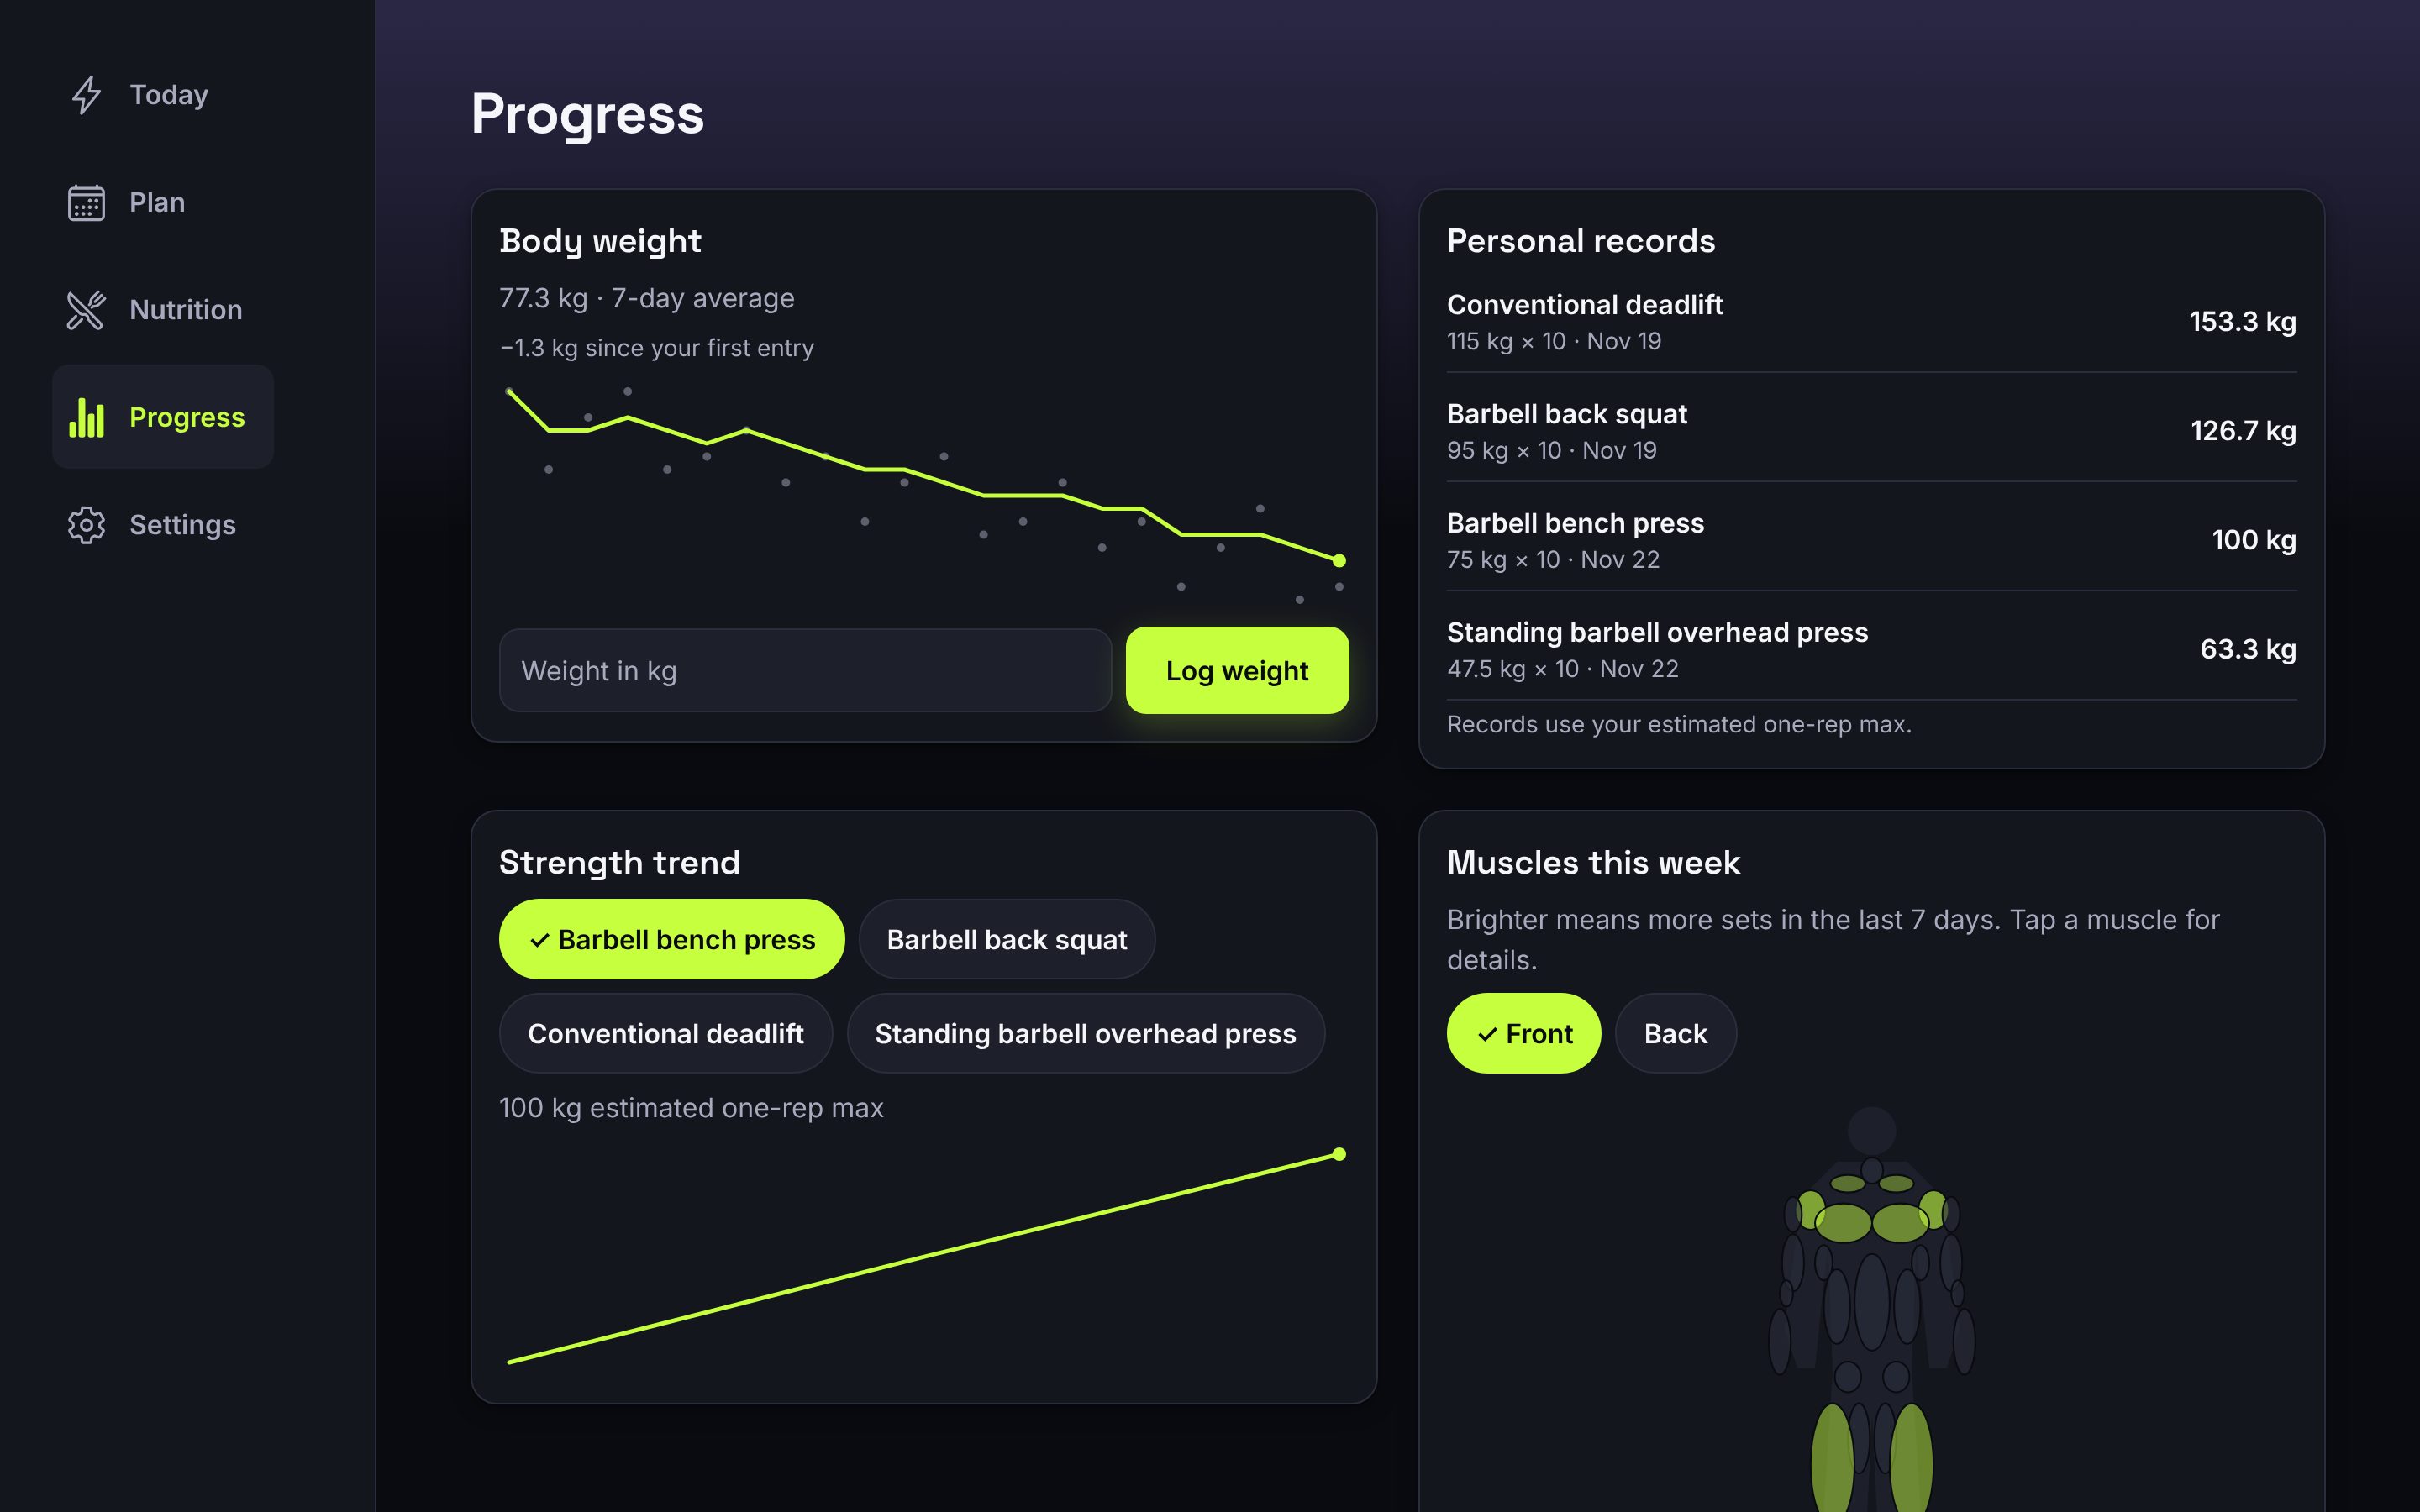 Today
Plan
Nutrition
Progress
Settings
Progress
Body weight
77.3 kg · 7-day average
−1.3 kg since your first entry
Weight in kg
Log weight
Personal records
Conventional deadlift
115 kg × 10 · Nov 19
153.3 kg
Barbell back squat
95 kg × 10 · Nov 19
126.7 kg
Barbell bench press
75 kg × 10 · Nov 22
100 kg
Standing barbell overhead press
47.5 kg × 10 · Nov 22
63.3 kg
Records use your estimated one-rep max.
Strength trend
✓ Barbell bench press
Barbell back squat
Conventional deadlift
Standing barbell overhead press
100 kg estimated one-rep max
Muscles this week
Brighter means more sets in the last 7 days. Tap a muscle for
details.
✓ Front
Back